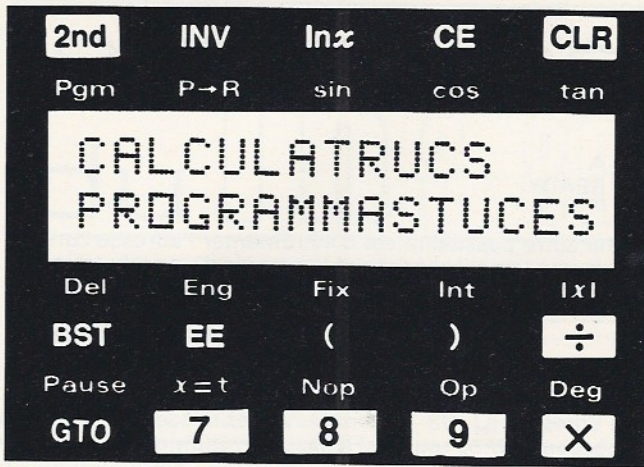 2nd INV lnx CE CLR
Pgm P→R sin cos tan
CALCULATRUCS
PROGRAMMASTUCES
Del Eng Fix Int |x|
BST EE ( ) ÷
Pause x=t Nop Op Deg
GTO 7 8 9 X